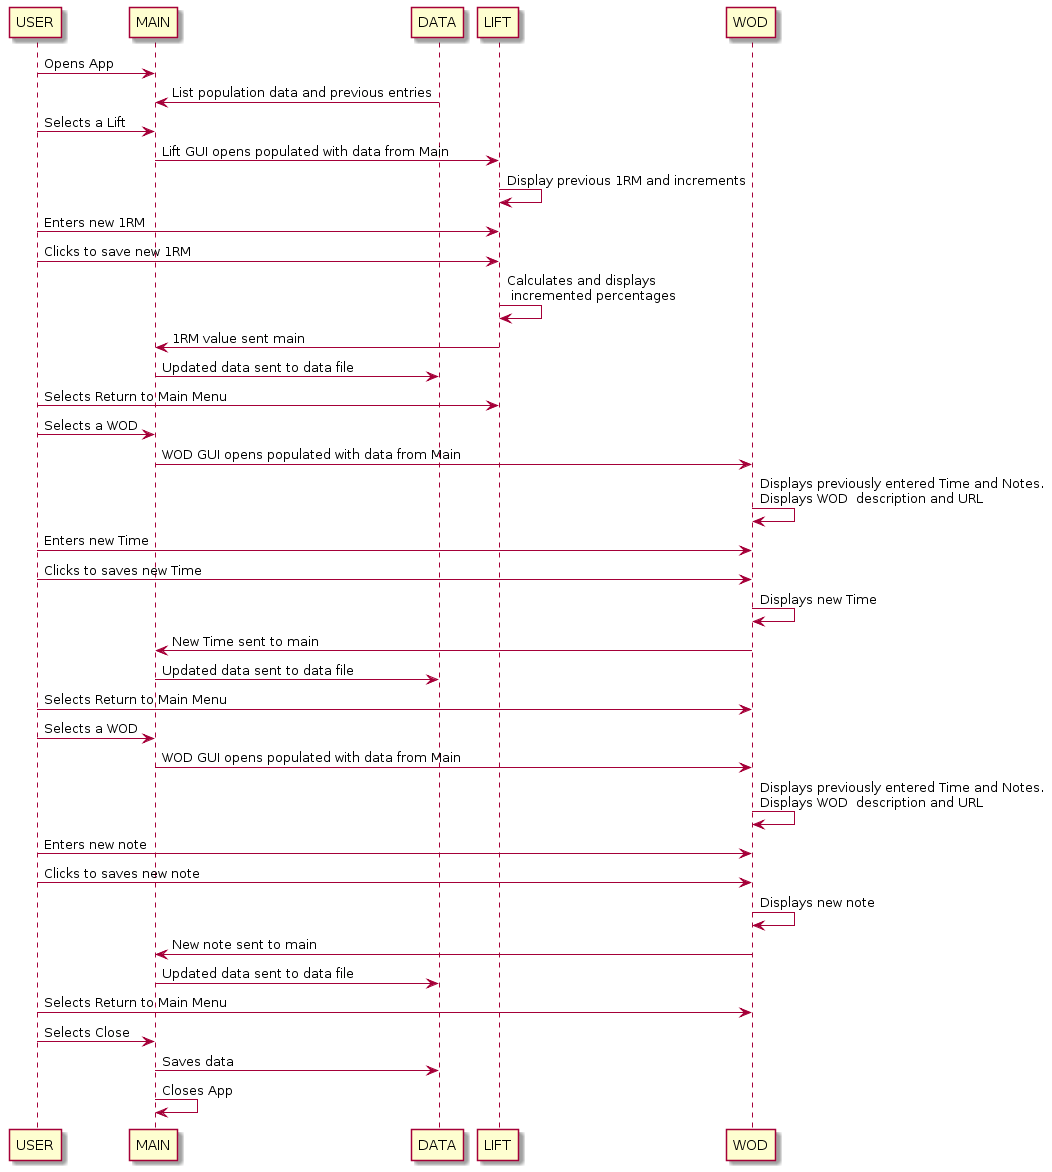 USER MAIN DATA LIFT WOD
Opens App
List population data and previous entries
Selects a Lift
Lift GUI opens populated with data from Main
Display previous 1RM and increments
Enters new 1RM
Clicks to save new 1RM
Calculates and displays
incremented percentages
1RM value sent main
Updated data sent to data file
Selects Return to Main Menu
Selects a WOD
WOD GUI opens populated with data from Main
Displays previously entered Time and Notes.
Displays WOD  description and URL
Enters new Time
Clicks to saves new Time
Displays new Time
New Time sent to main
Updated data sent to data file
Selects Return to Main Menu
Selects a WOD
WOD GUI opens populated with data from Main
Displays previously entered Time and Notes.
Displays WOD  description and URL
Enters new note
Clicks to saves new note
Displays new note
New note sent to main
Updated data sent to data file
Selects Return to Main Menu
Selects Close
Saves data
Closes App
USER MAIN DATA LIFT WOD